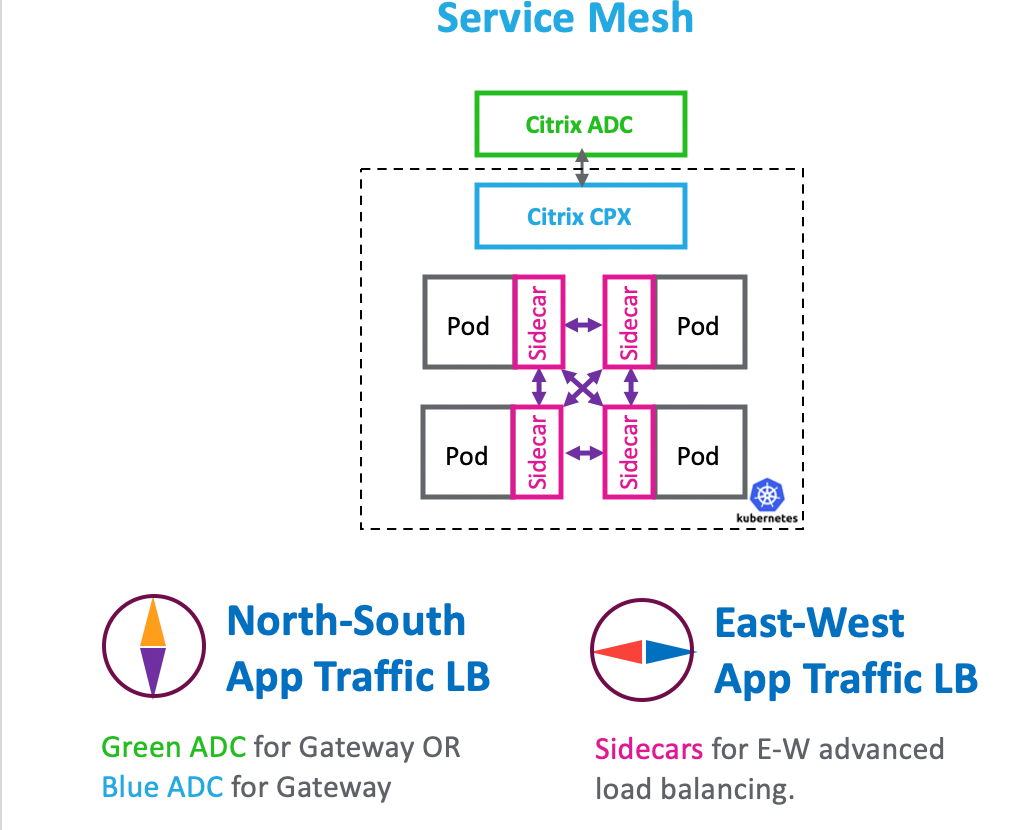 Service Mesh
Citrix ADC
Citrix CPX
Pod
Sidecar
Sidecar
Pod
Pod
Sidecar
Sidecar
Pod
kubernetes
North-South
App Traffic LB
East-West
App Traffic LB
Green ADC for Gateway OR
Blue ADC for Gateway
Sidecars for E-W advanced
load balancing.